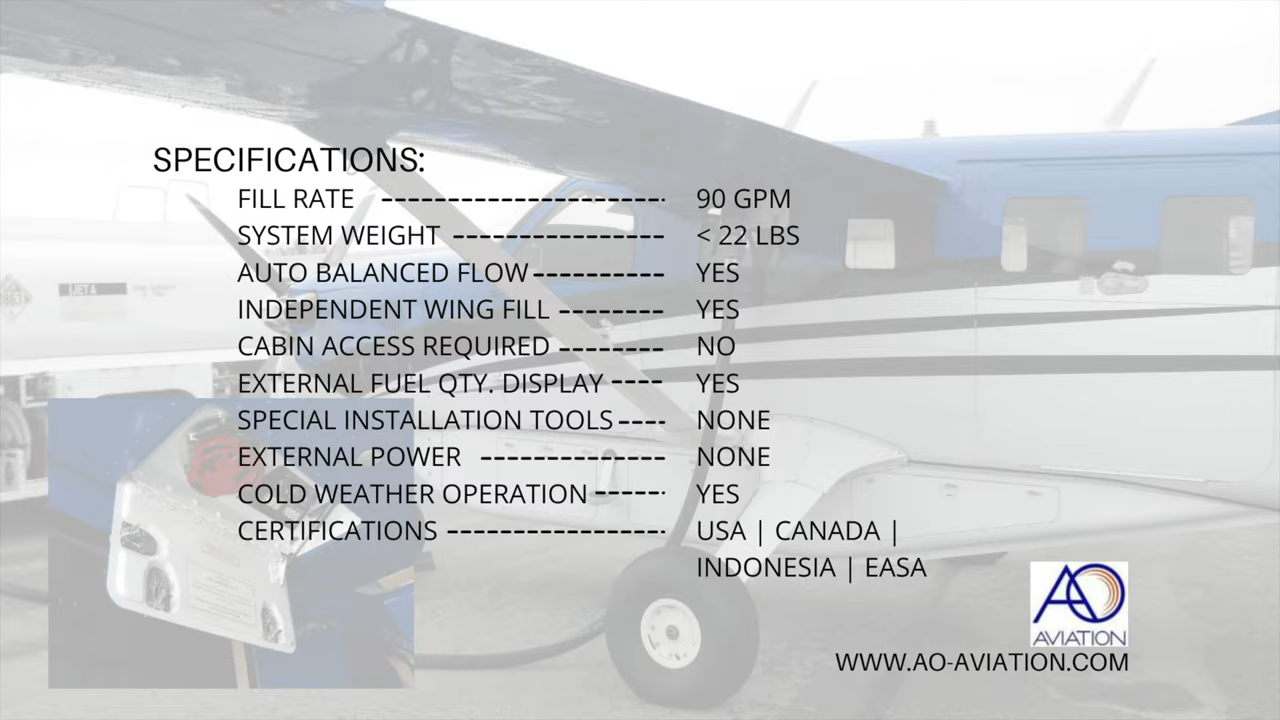 SPECIFICATIONS:
FILL RATE -------------------- 90 GPM
SYSTEM WEIGHT ---------------- < 22 LBS
AUTO BALANCED FLOW ---------- YES
INDEPENDENT WING FILL -------- YES
CABIN ACCESS REQUIRED -------- NO
EXTERNAL FUEL QTY. DISPLAY ---- YES
SPECIAL INSTALLATION TOOLS ---- NONE
EXTERNAL POWER -------------- NONE
COLD WEATHER OPERATION ----- YES
CERTIFICATIONS ---------------- USA | CANADA |
INDONESIA | EASA
JET A
AO
AVIATION
WWW.AO-AVIATION.COM